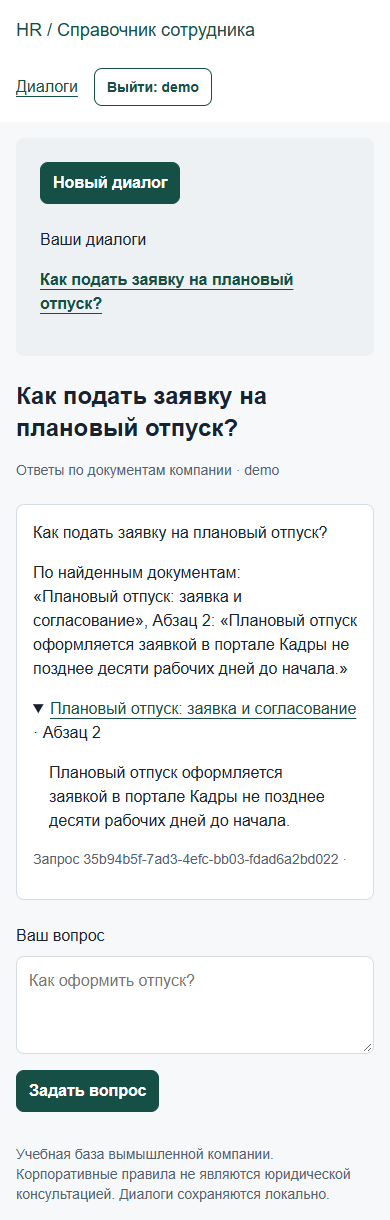 HR / Справочник сотрудника
Диалоги
Выйти: demo
Новый диалог
Ваши диалоги
Как подать заявку на плановый
отпуск?
Как подать заявку на
плановый отпуск?
Ответы по документам компании · demo
Как подать заявку на плановый отпуск?
По найденным документам:
«Плановый отпуск: заявка и
согласование», Абзац 2: «Плановый отпуск
оформляется заявкой в портале Кадры не
позднее десяти рабочих дней до начала.»
▼ Плановый отпуск: заявка и согласование
· Абзац 2
Плановый отпуск оформляется
заявкой в портале Кадры не позднее
десяти рабочих дней до начала.
Запрос 35b94b5f-7ad3-4efc-bb03-fdad6a2bd022 ·
Ваш вопрос
Как оформить отпуск?
Задать вопрос
Учебная база вымышленной компании.
Корпоративные правила не являются юридической
консультацией. Диалоги сохраняются локально.